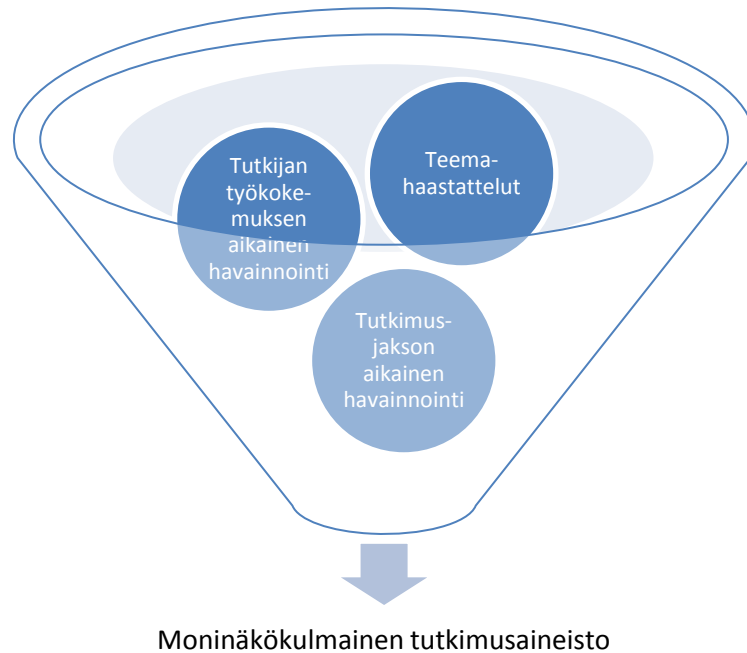 Tutkijan
työkoke-
muksen
aikainen
havainnointi
Teema-
haastattelut
Tutkimus-
jakson
aikainen
havainnointi
Moninäkökulmainen tutkimusaineisto